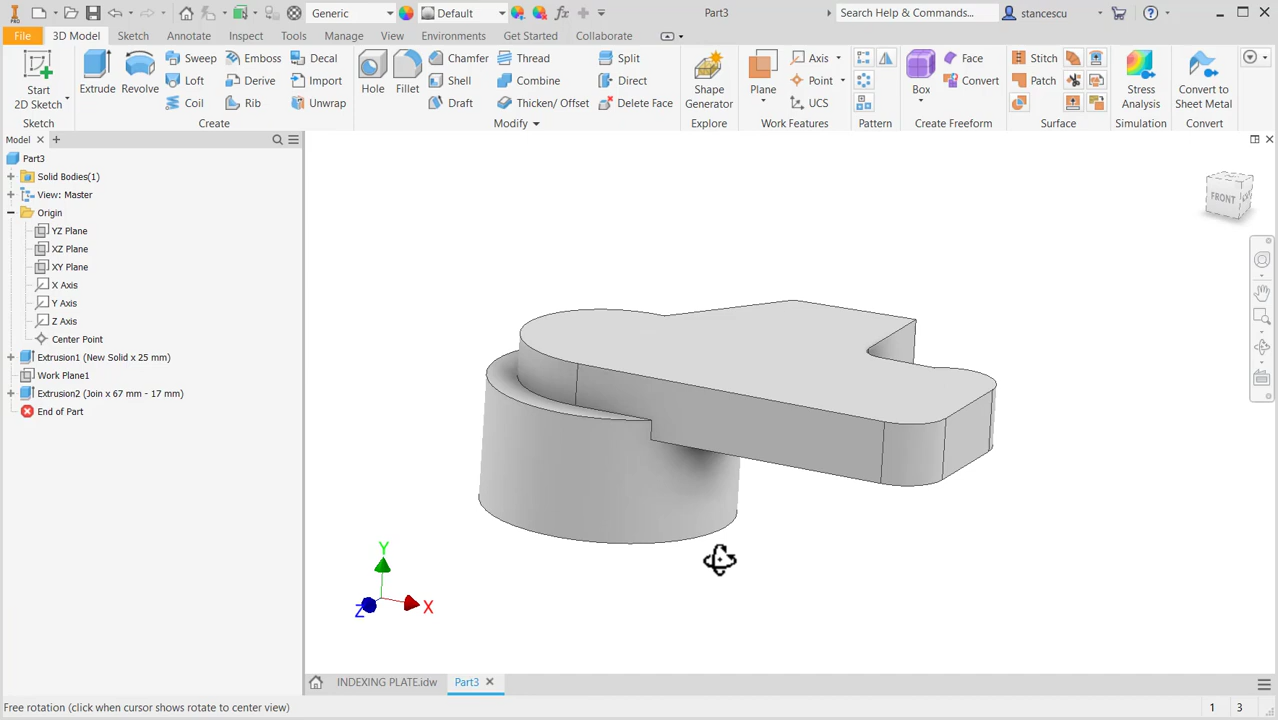 PRO Generic Default fx Part3 Search Help & Commands... stancescu
File 3D Model Sketch Annotate Inspect Tools Manage View Environments Get Started Collaborate
Start 2D Sketch
Extrude
Revolve
Sweep Emboss Decal
Loft Derive Import
Coil Rib Unwrap
Hole
Fillet
Chamfer Thread Split
Shell Combine Direct
Draft Thicken/ Offset Delete Face
Shape Generator
Plane
Axis
Point
UCS
Box
Face
Convert
Stitch
Patch
Stress Analysis
Convert to Sheet Metal
Sketch Create Modify Explore Work Features Pattern Create Freeform Surface Simulation Convert
Model
Part3
Solid Bodies(1)
View: Master
Origin
YZ Plane
XZ Plane
XY Plane
X Axis
Y Axis
Z Axis
Center Point
Extrusion1 (New Solid x 25 mm)
Work Plane1
Extrusion2 (Join x 67 mm - 17 mm)
End of Part
FRONT
Y
Z
X
INDEXING PLATE.idw Part3
Free rotation (click when cursor shows rotate to center view) 1 3